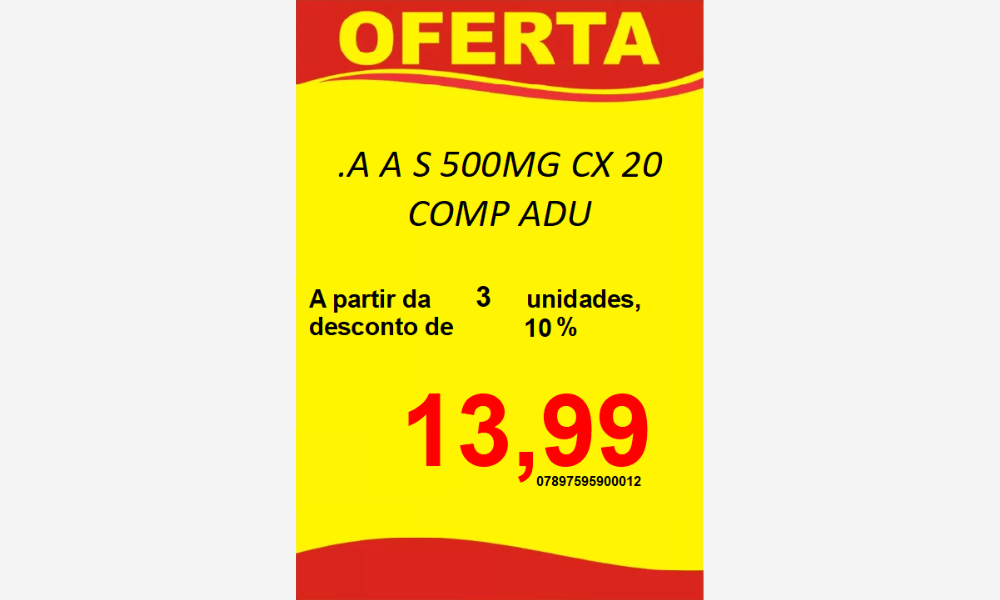 OFERTA
.A A S 500MG CX 20
COMP ADU
A partir da 3 unidades,
desconto de 10 %
13,99
07897595900012